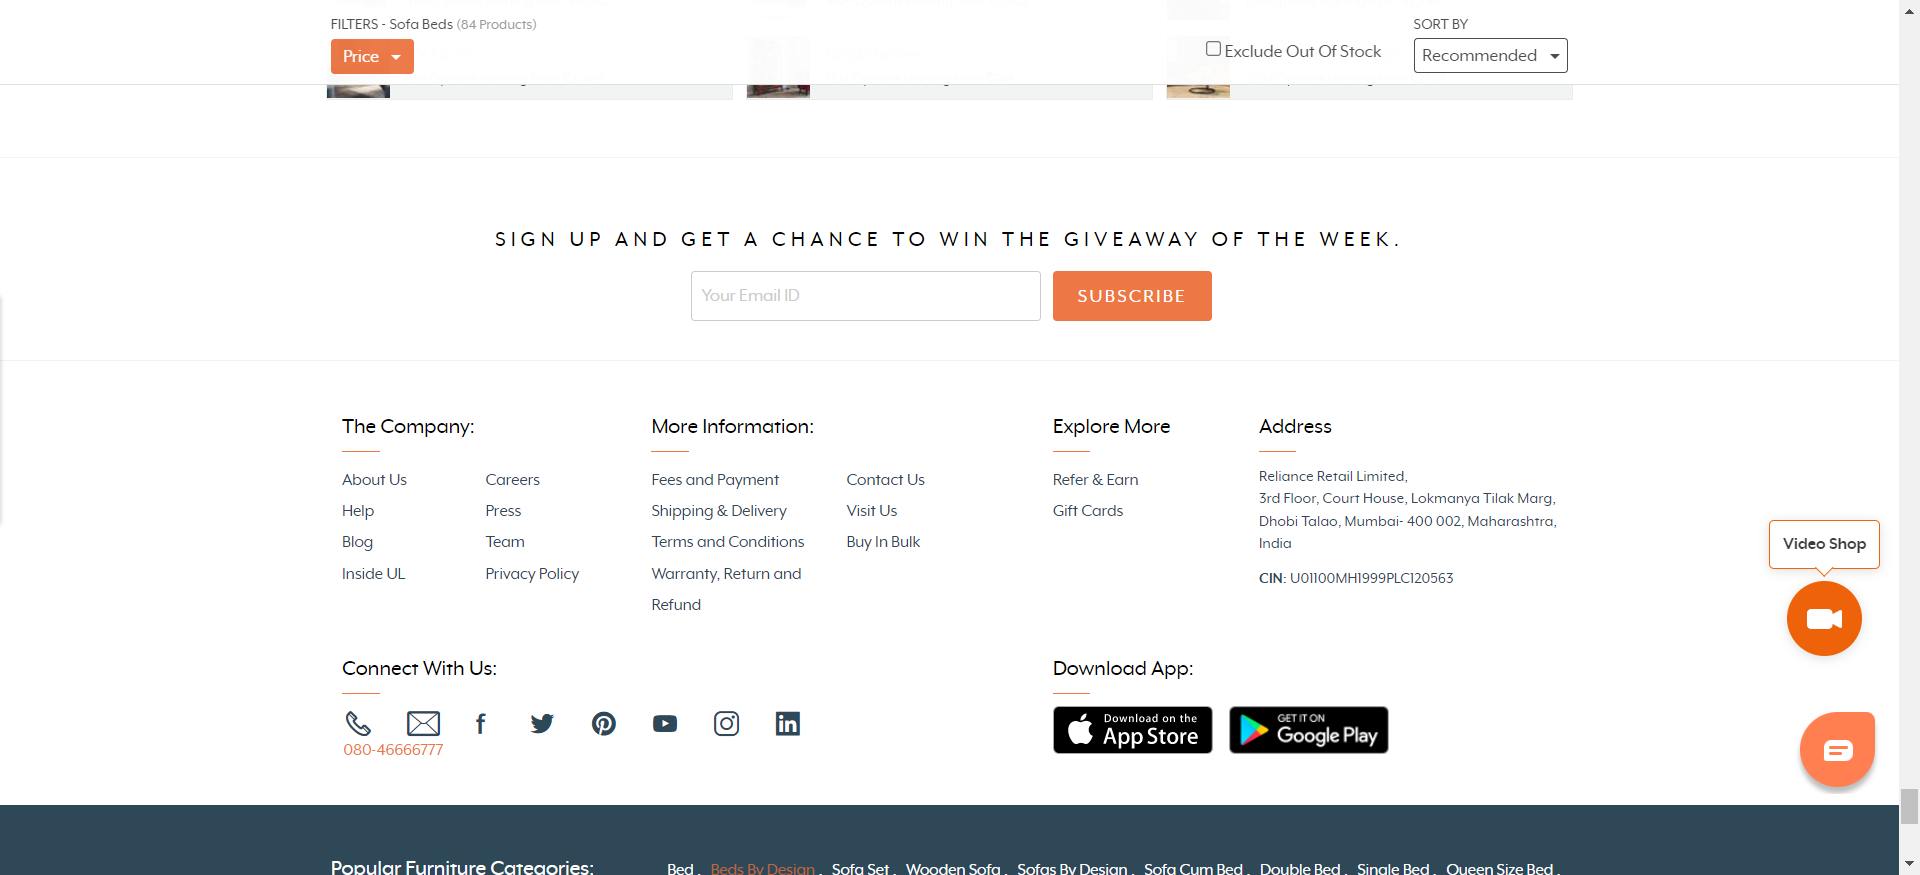 FILTERS - Sofa Beds (84 Products)
Price
Exclude Out Of Stock
SORT BY
Recommended
SIGN UP AND GET A CHANCE TO WIN THE GIVEAWAY OF THE WEEK.
Your Email ID
SUBSCRIBE
The Company:
About Us
Help
Blog
Inside UL
Careers
Press
Team
Privacy Policy
More Information:
Fees and Payment
Shipping & Delivery
Terms and Conditions
Warranty, Return and
Refund
Contact Us
Visit Us
Buy In Bulk
Explore More
Refer & Earn
Gift Cards
Address
Reliance Retail Limited,
3rd Floor, Court House, Lokmanya Tilak Marg,
Dhobi Talao, Mumbai- 400 002, Maharashtra,
India
CIN: U01100MH1999PLC120563
Video Shop
Connect With Us:
080-46666777
Download App:
Download on the
App Store
GET IT ON
Google Play
Popular Furniture Categories:
Bed , Beds By Design , Sofa Set , Wooden Sofa , Sofas By Design , Sofa Cum Bed , Double Bed , Single Bed , Queen Size Bed ,